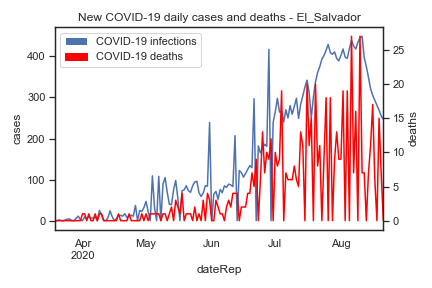 New COVID-19 daily cases and deaths - El_Salvador
COVID-19 infections
COVID-19 deaths
400
300
200
100
0
cases
25
20
15
10
5
0
deaths
Apr May Jun Jul Aug
2020
dateRep